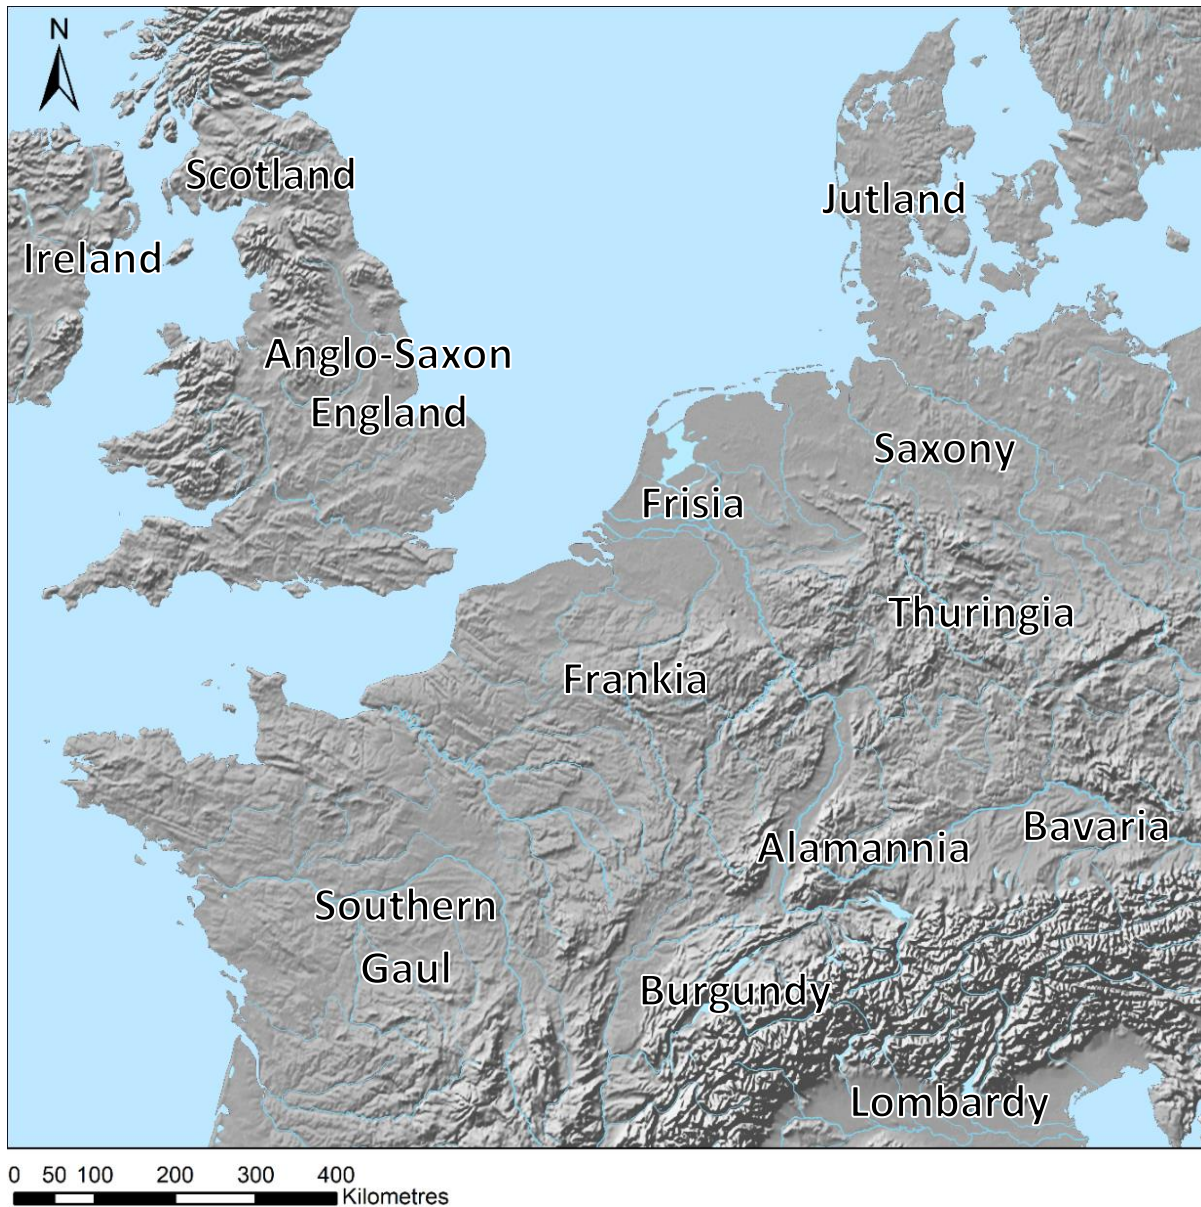 N
Scotland
Jutland
Ireland
Anglo-Saxon
England
Saxony
Frisia
Thuringia
Frankia
Bavaria
Alamannia
Southern
Gaul
Burgundy
Lombardy
0 50 100 200 300 400
Kilometres